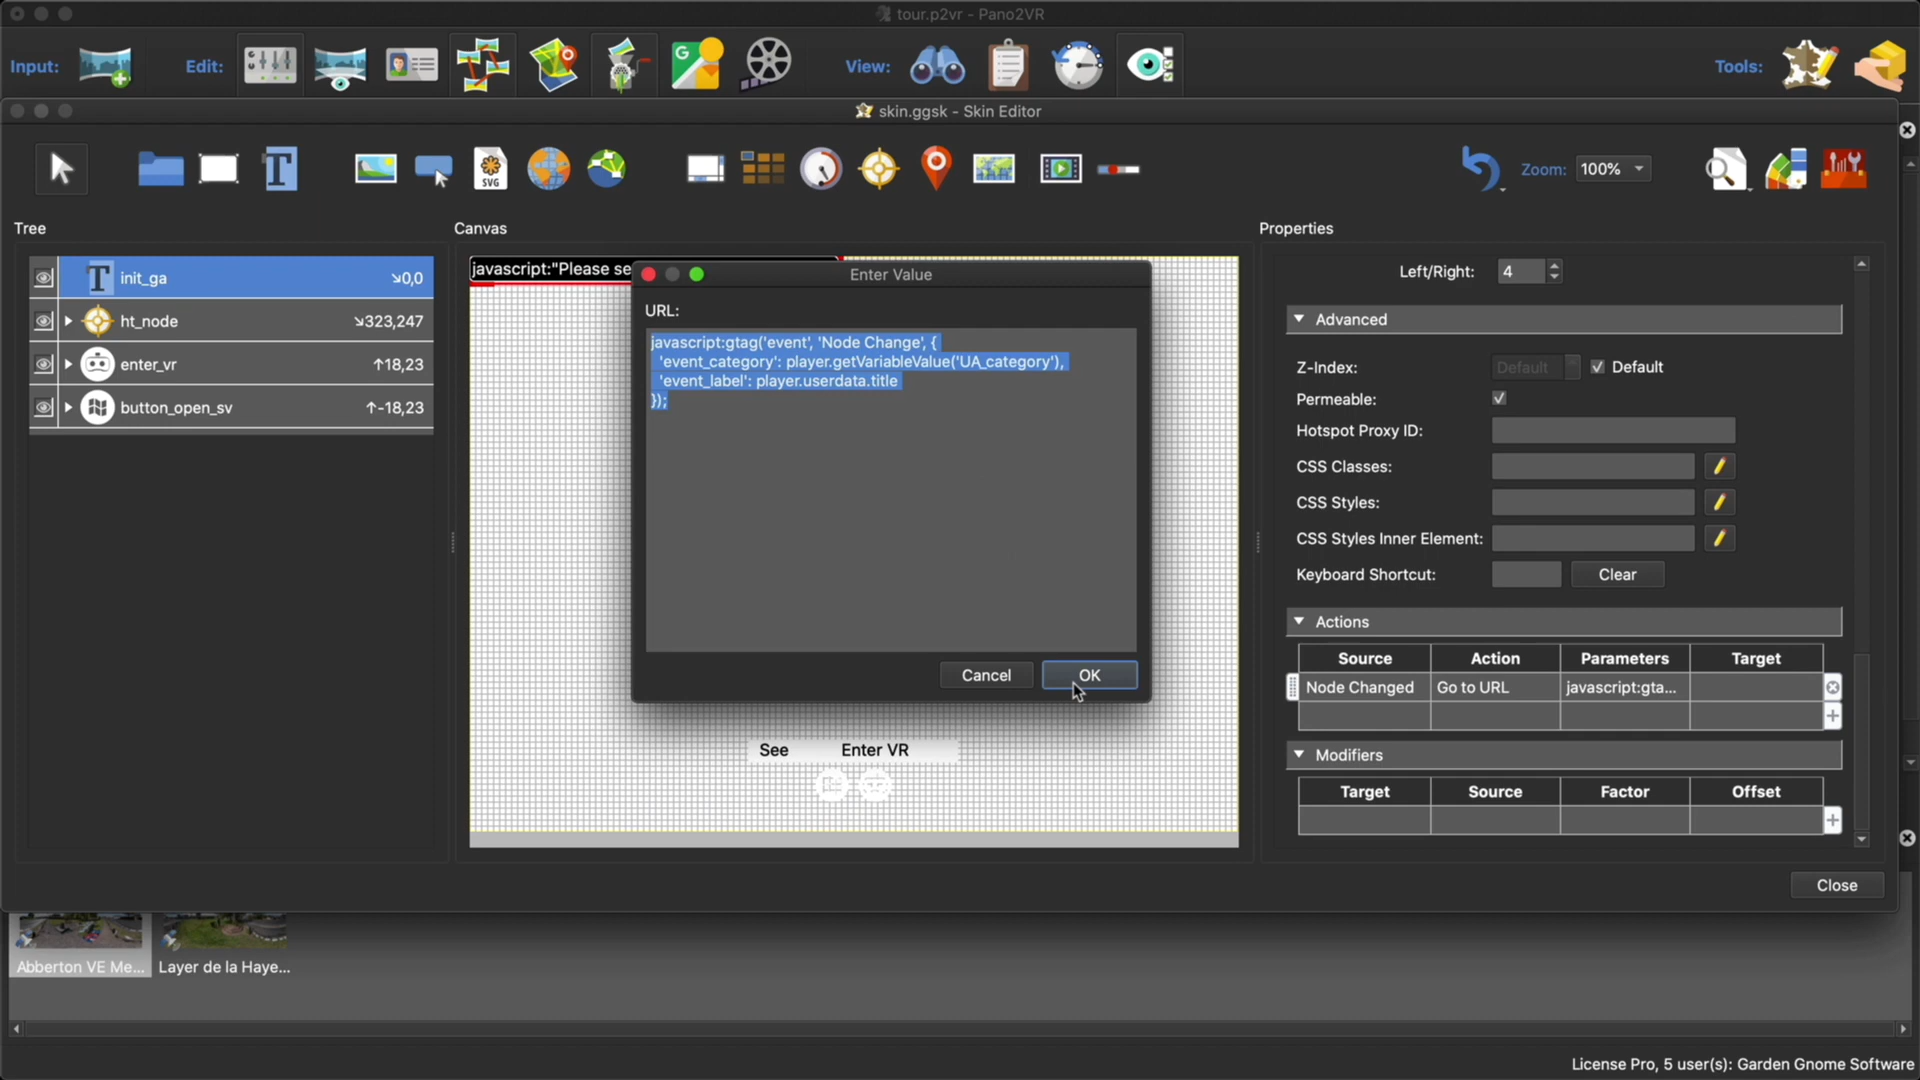 tour.p2vr - Pano2VR
Input:
Edit:
View:
Tools:
G
skin.ggsk - Skin Editor
T
SVG
Zoom:
100%
Tree
Canvas
Properties
T
init_ga
↘0,0
ht_node
↘323,247
enter_vr
↑18,23
button_open_sv
↑-18,23
javascript:"Please se
Enter Value
URL:
javascript:gtag('event', 'Node Change', {
'event_category': player.getVariableValue('UA_category'),
'event_label': player.userdata.title
});
Cancel
OK
See
Enter VR
Left/Right:
4
Advanced
Z-Index:
Default
Default
Permeable:
Hotspot Proxy ID:
CSS Classes:
CSS Styles:
CSS Styles Inner Element:
Keyboard Shortcut:
Clear
Actions
Source Action Parameters Target
Node Changed Go to URL javascript:gta...
Modifiers
Target Source Factor Offset
Close
Abberton VE Me...
Layer de la Haye...
License Pro, 5 user(s): Garden Gnome Software